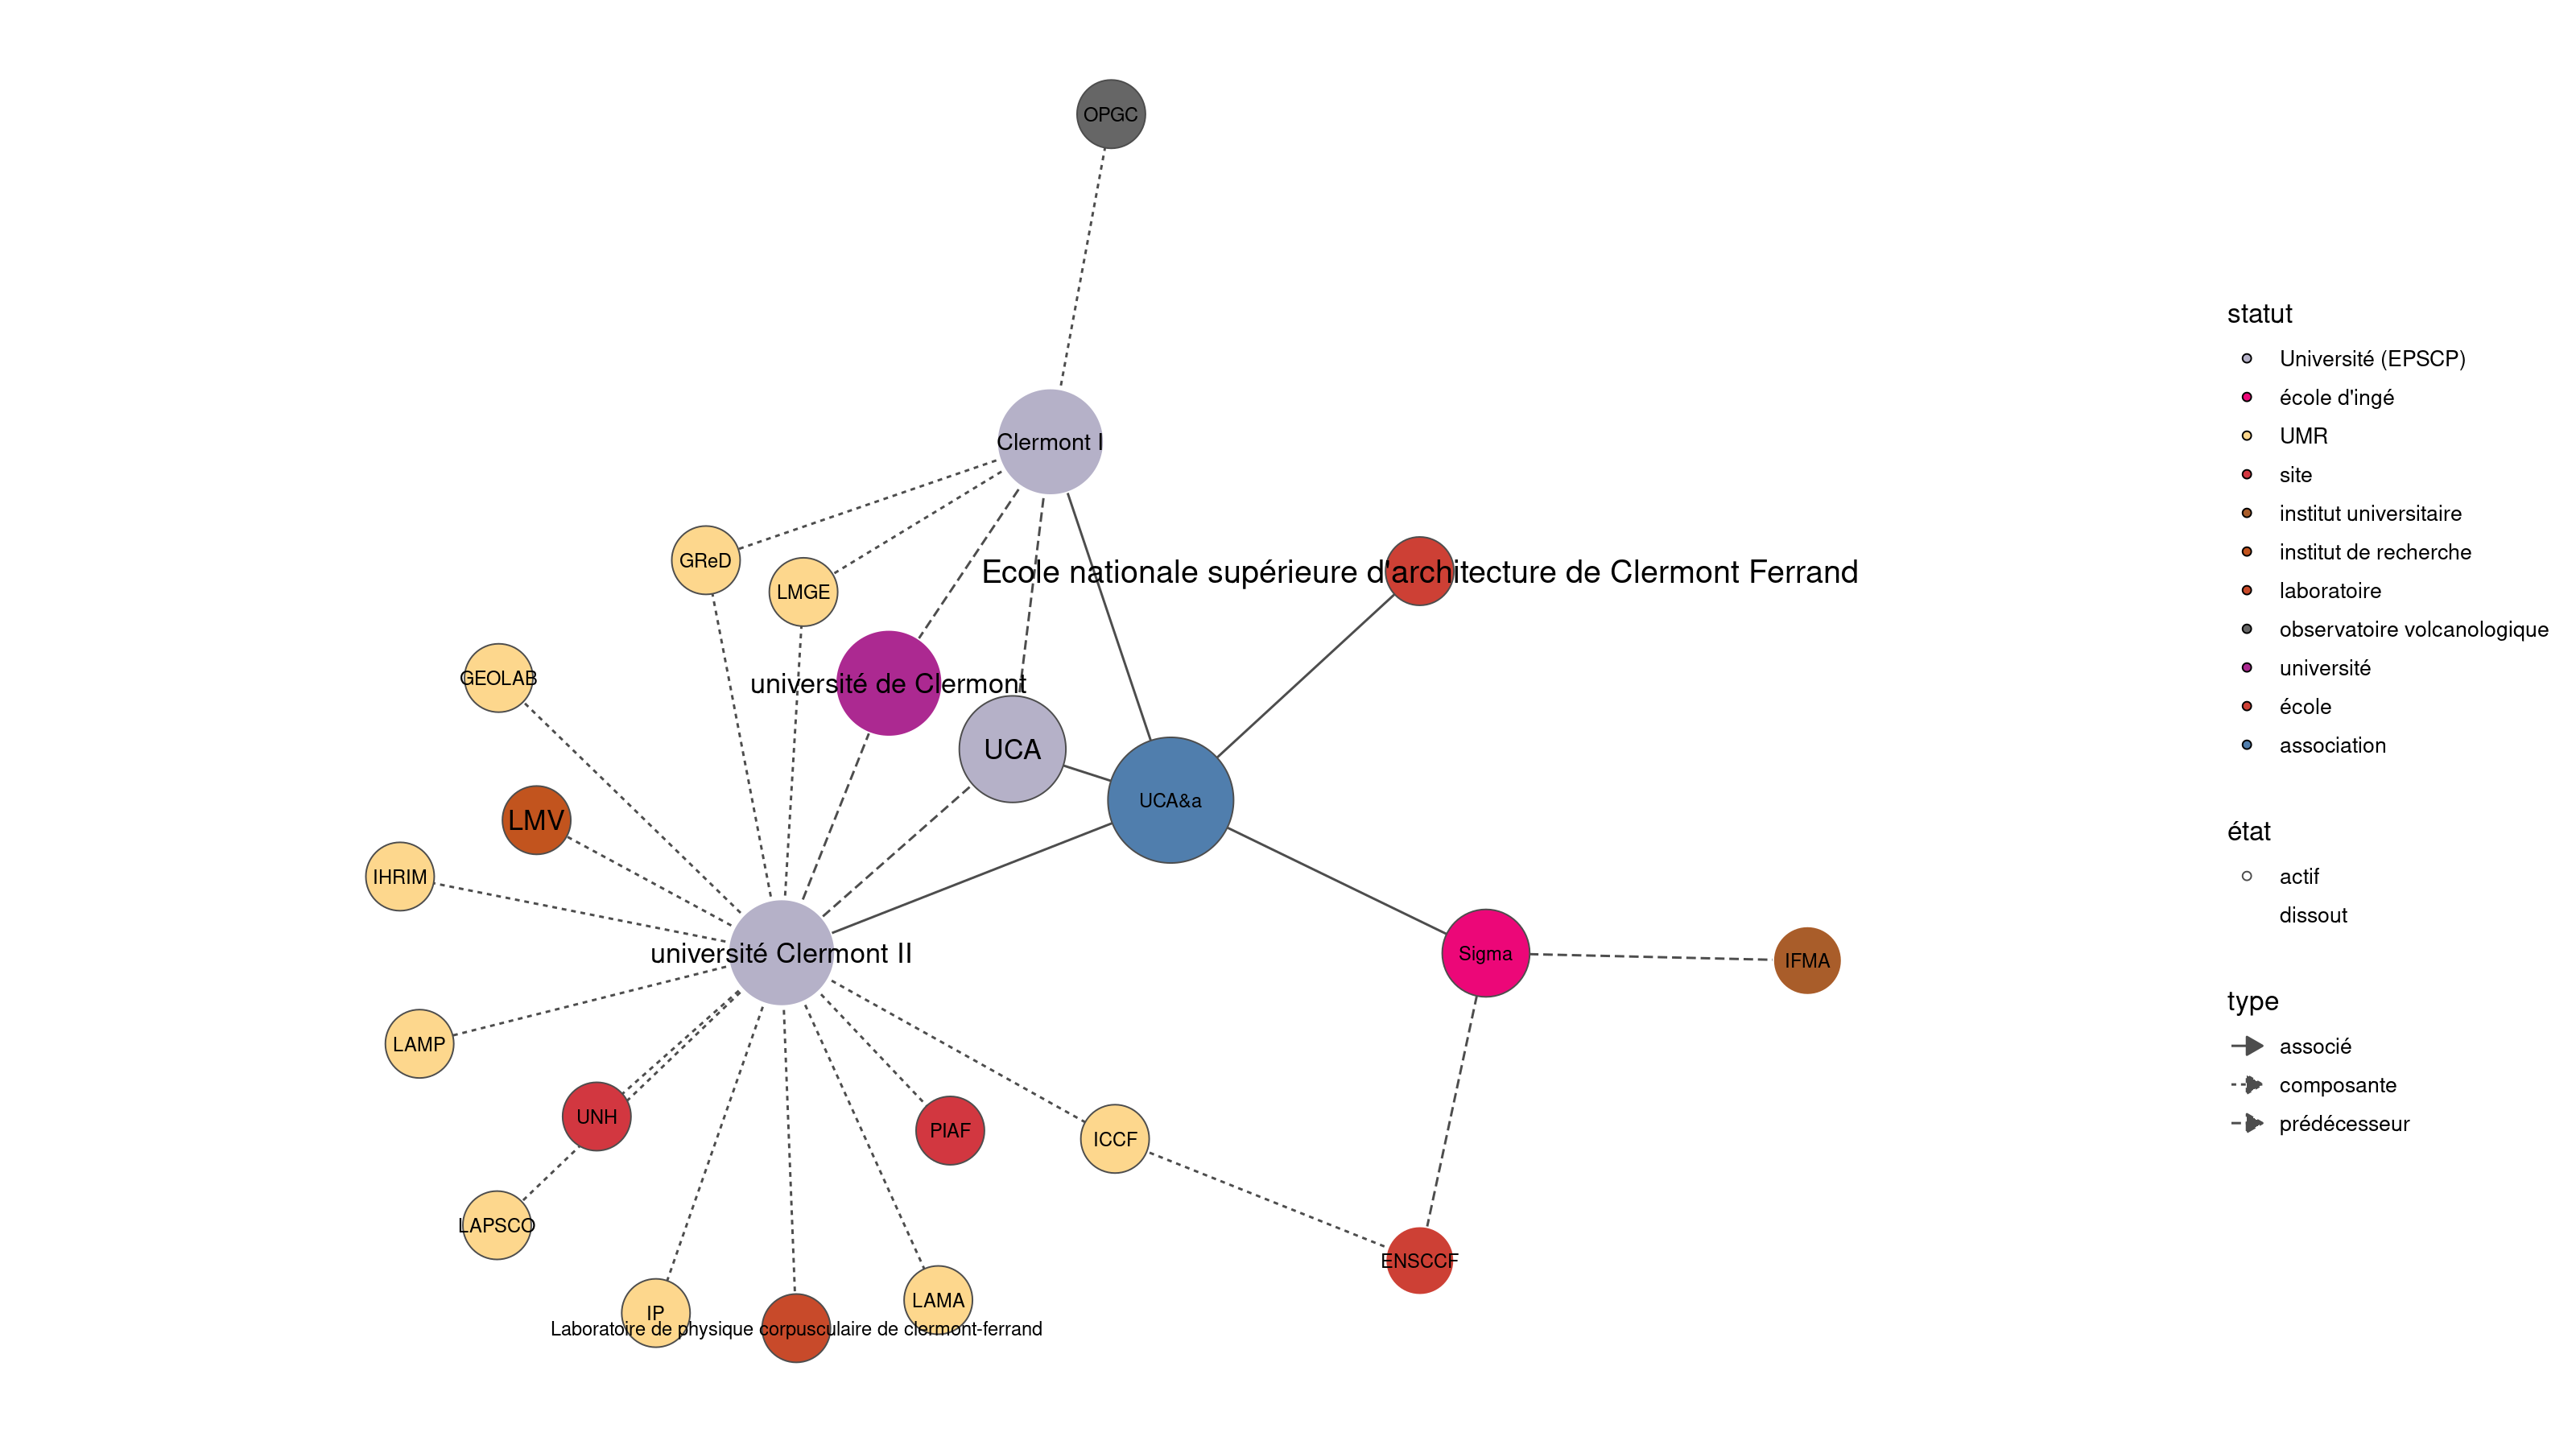 OPGC
Clermont I
GReD
LMGE
Ecole nationale supérieure d'architecture de Clermont Ferrand
GEOLAB
université de Clermont
UCA
UCA&a
LMV
IHRIM
université Clermont II
Sigma
IFMA
LAMP
UNH
PIAF
ICCF
LAPSCO
ENSCCF
IP
LAMA
Laboratoire de physique corpusculaire de clermont-ferrand
statut
Université (EPSCP)
école d'ingé
UMR
site
institut universitaire
institut de recherche
laboratoire
observatoire volcanologique
université
école
association
état
actif
dissout
type
associé
composante
prédécesseur